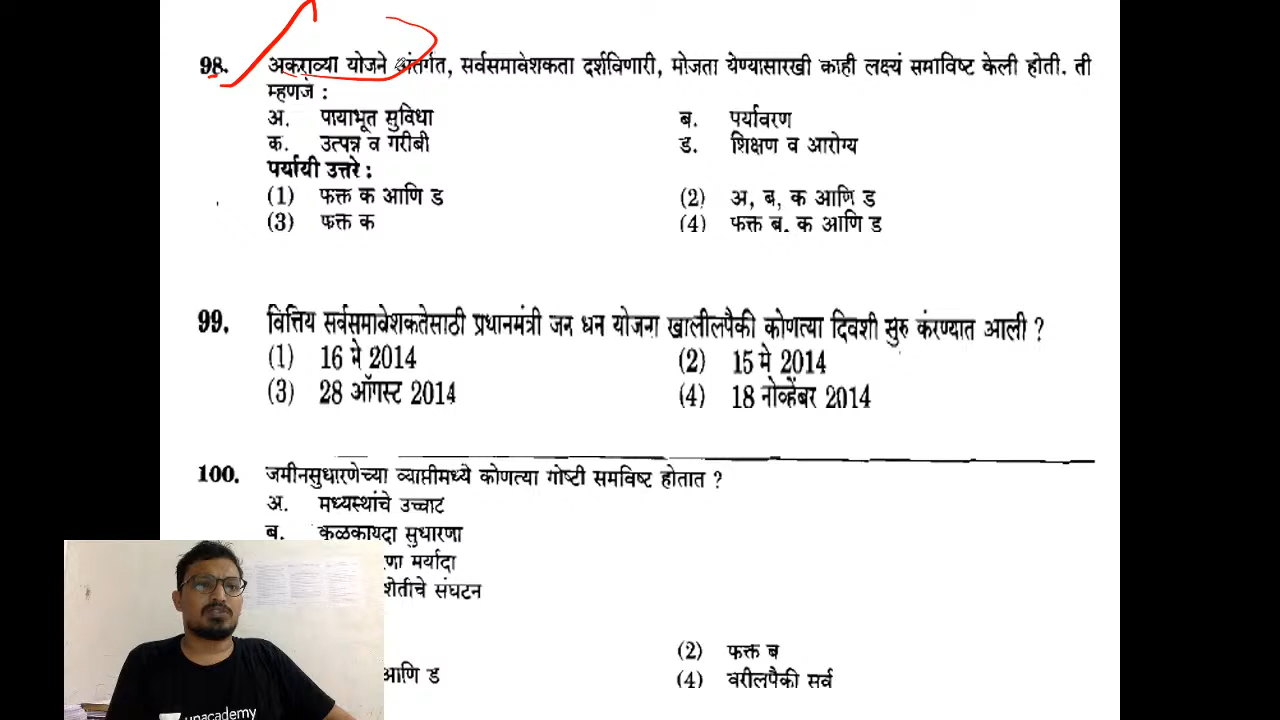 98. अकराव्या योजने अंतर्गत, सर्वसमावेशकता दर्शविणारी, मोजता येण्यासारखी काही लक्ष्यं समाविष्ट केली होती. ती
म्हणजे :
अ. पायाभूत सुविधा ब. पर्यावरण
क. उत्पन्न व गरीबी ड. शिक्षण व आरोग्य
पर्यायी उत्तरे :
(1) फक्त क आणि ड (2) अ, ब, क आणि ड
(3) फक्त क (4) फक्त ब, क आणि ड
99. वित्तिय सर्वसमावेशकतेसाठी प्रधानमंत्री जन धन योजना खालीलपैकी कोणत्या दिवशी सुरु करण्यात आली ?
(1) 16 मे 2014 (2) 15 मे 2014
(3) 28 ऑगस्ट 2014 (4) 18 नोव्हेंबर 2014
100. जमीनसुधारणेच्या व्याप्तीमध्ये कोणत्या गोष्टी समविष्ट होतात ?
अ. मध्यस्थांचे उच्चाट
ब. कूळकायदा सुधारणा
णा मर्यादा
शेतीचे संघटन
(2) फक्त ब
आणि ड (4) वरीलपैकी सर्व
unacademy